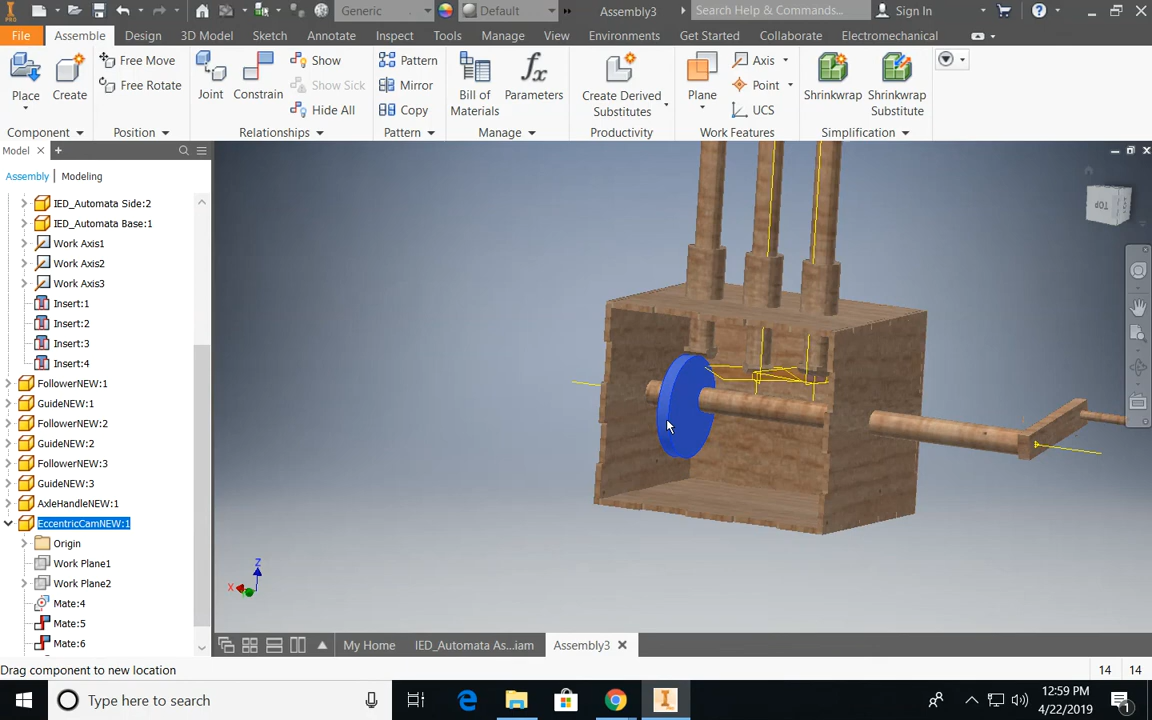 PRO
Generic
Default
Assembly3
Search Help & Commands...
Sign In
File
Assemble
Design
3D Model
Sketch
Annotate
Inspect
Tools
Manage
View
Environments
Get Started
Collaborate
Electromechanical
Place
Create
Free Move
Free Rotate
Joint
Constrain
Show
Show Sick
Hide All
Pattern
Mirror
Copy
Bill of
Materials
fx
Parameters
Create Derived
Substitutes
Plane
Axis
Point
UCS
Shrinkwrap
Shrinkwrap
Substitute
Component
Position
Relationships
Pattern
Manage
Productivity
Work Features
Simplification
Model
Assembly
Modeling
IED_Automata Side:2
IED_Automata Base:1
Work Axis1
Work Axis2
Work Axis3
Insert:1
Insert:2
Insert:3
Insert:4
FollowerNEW:1
GuideNEW:1
FollowerNEW:2
GuideNEW:2
FollowerNEW:3
GuideNEW:3
AxleHandleNEW:1
EccentricCamNEW:1
Origin
Work Plane1
Work Plane2
Mate:4
Mate:5
Mate:6
TOP
Z
X
My Home
IED_Automata As...iam
Assembly3
Drag component to new location
14
14
Type here to search
12:59 PM
4/22/2019
1